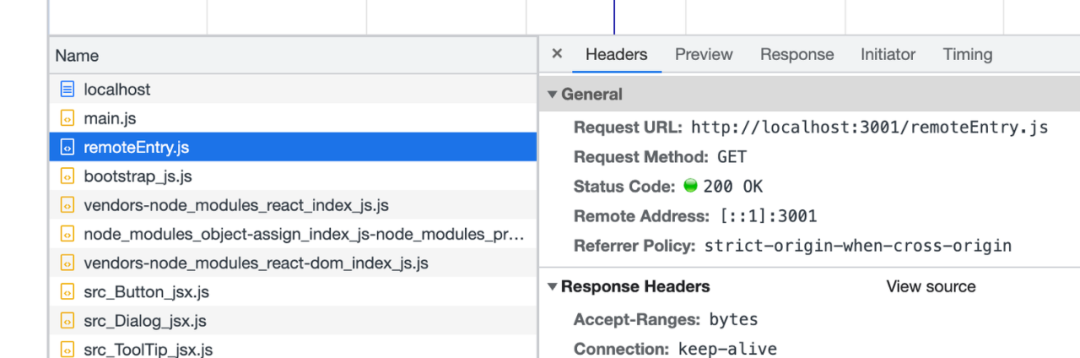 Name
localhost
main.js
remoteEntry.js
bootstrap_js.js
vendors-node_modules_react_index_js.js
node_modules_object-assign_index_js-node_modules_pr...
vendors-node_modules_react-dom_index_js.js
src_Button_jsx.js
src_Dialog_jsx.js
src_ToolTip_jsx.js
× Headers Preview Response Initiator Timing
▼ General
Request URL: http://localhost:3001/remoteEntry.js
Request Method: GET
Status Code: 200 OK
Remote Address: [::1]:3001
Referrer Policy: strict-origin-when-cross-origin
▼ Response Headers View source
Accept-Ranges: bytes
Connection: keep-alive